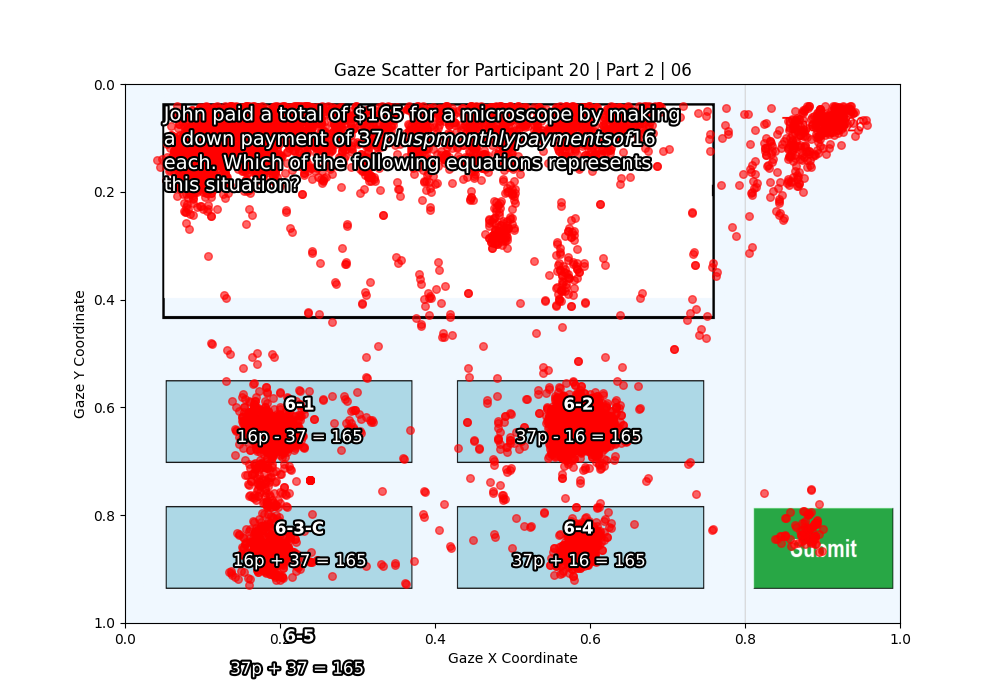 Gaze Scatter for Participant 20 | Part 2 | 06
0.0
0.2
0.4
0.6
0.8
1.0
Gaze Y Coordinate
John paid a total of $165 for a microscope by making
a down payment of 37pluspmonthlypaymentsof16
each. Which of the following equations represents
this situation?
6-1
16p - 37 = 165
6-2
37p - 16 = 165
6-3-C
16p + 37 = 165
6-4
37p + 16 = 165
Submit
0.0
0.2
0.4
0.6
0.8
1.0
6-5
Gaze X Coordinate
37p + 37 = 165